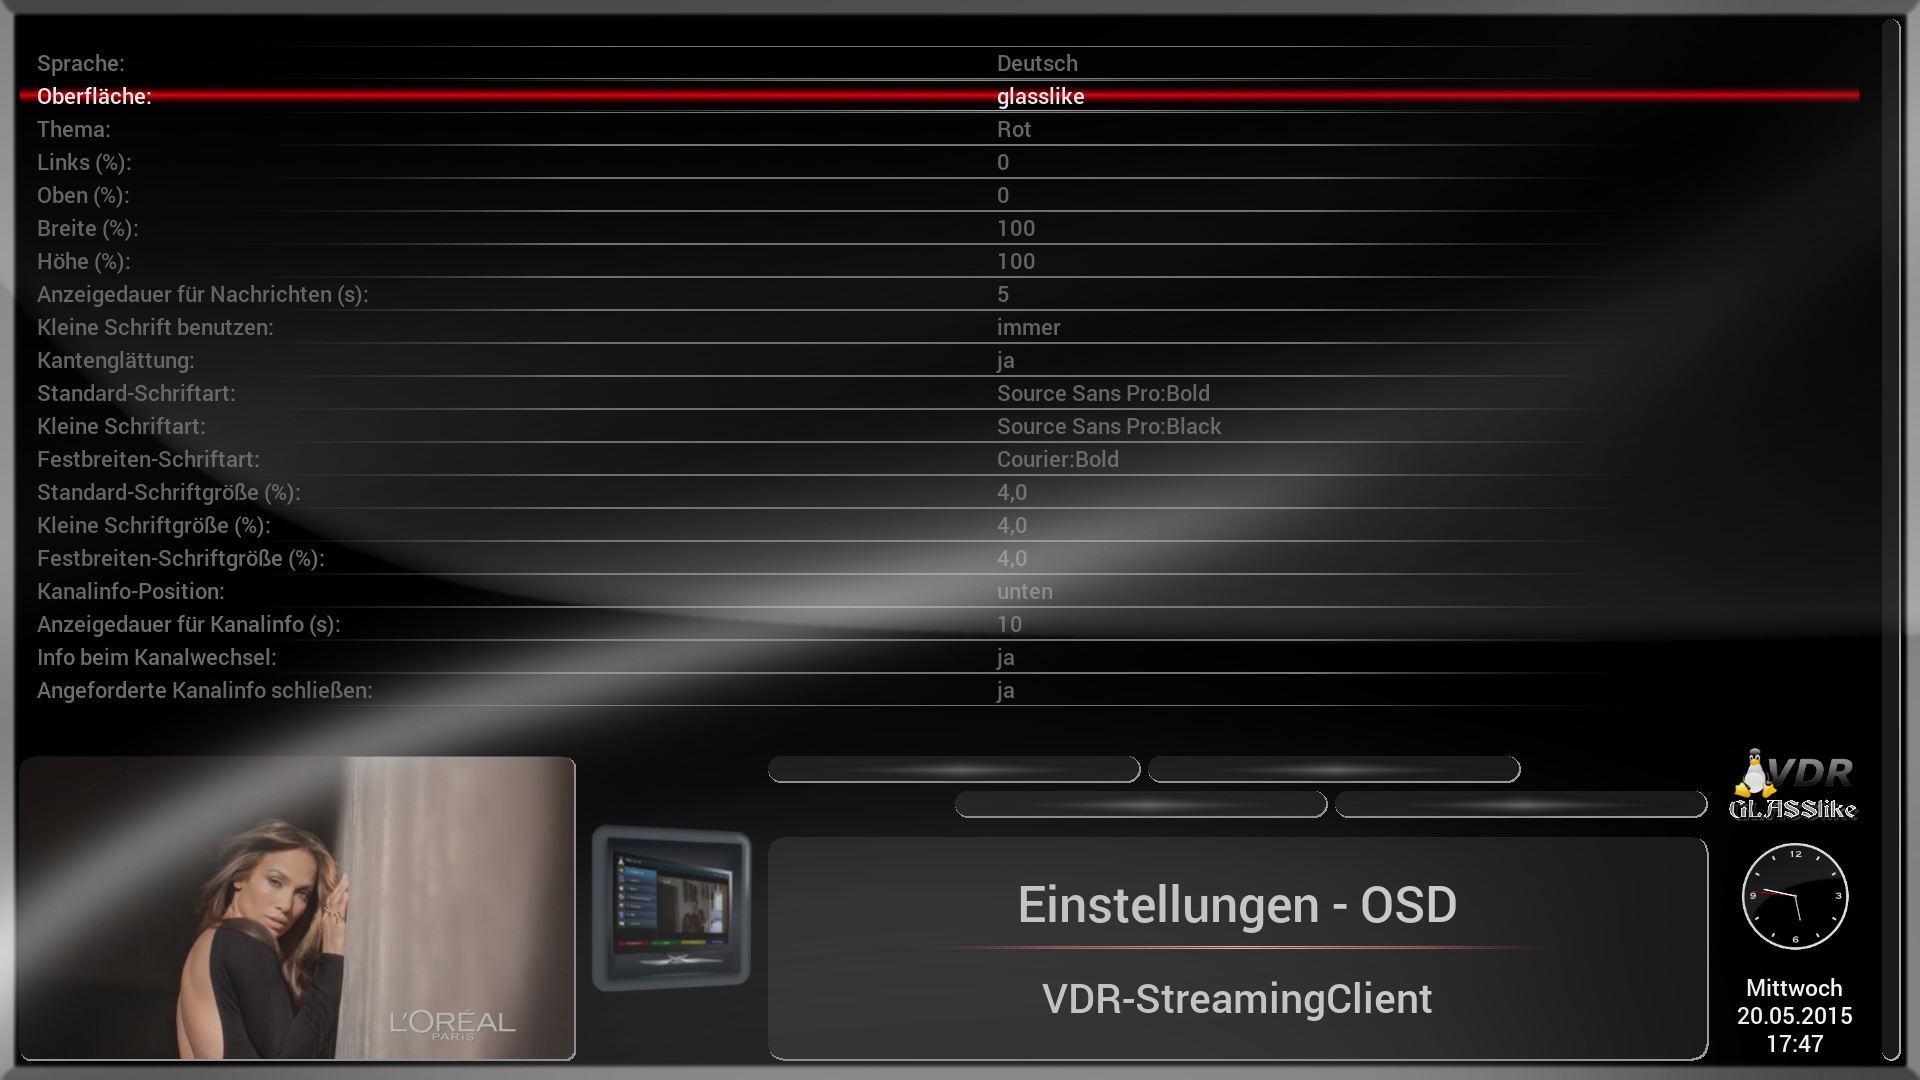 Sprache: Deutsch
Oberfläche: glasslike
Thema: Rot
Links (%): 0
Oben (%): 0
Breite (%): 100
Höhe (%): 100
Anzeigedauer für Nachrichten (s): 5
Kleine Schrift benutzen: immer
Kantenglättung: ja
Standard-Schriftart: Source Sans Pro:Bold
Kleine Schriftart: Source Sans Pro:Black
Festbreiten-Schriftart: Courier:Bold
Standard-Schriftgröße (%): 4,0
Kleine Schriftgröße (%): 4,0
Festbreiten-Schriftgröße (%): 4,0
Kanalinfo-Position: unten
Anzeigedauer für Kanalinfo (s): 10
Info beim Kanalwechsel: ja
Angeforderte Kanalinfo schließen: ja
L'ORÉAL
PARIS
Einstellungen - OSD
VDR-StreamingClient
VDR
GLASSlike
12
9 3
6
Mittwoch
20.05.2015
17:47